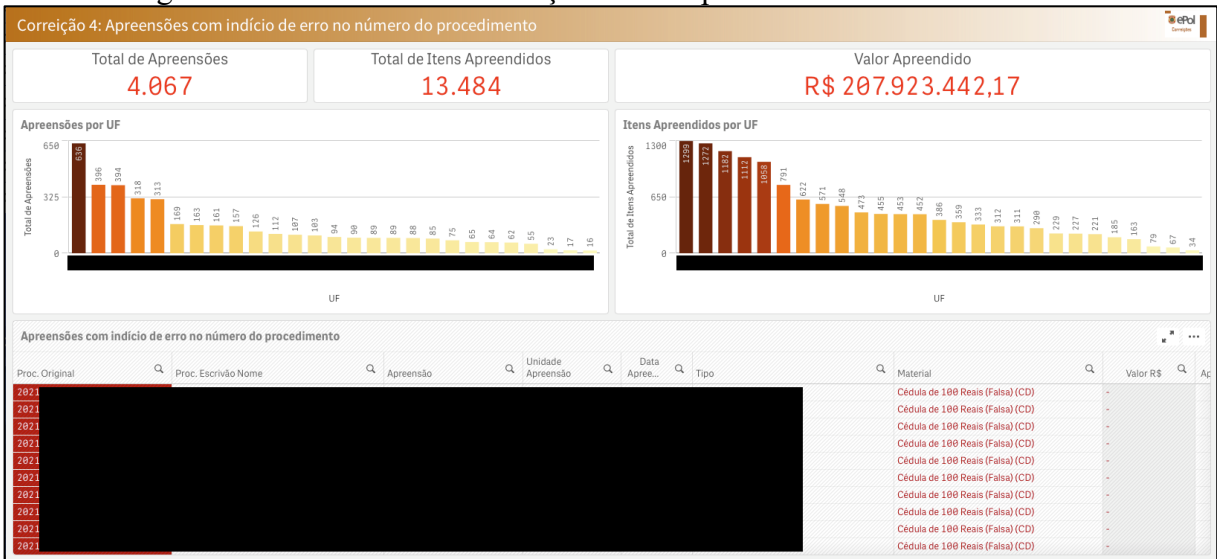 Correição 4: Apreensões com indício de erro no número do procedimento
ePol
Correições
Total de Apreensões
4.067
Total de Itens Apreendidos
13.484
Valor Apreendido
R$ 207.923.442,17
Apreensões por UF
Total de Apreensões
650
325
0
636
396
394
318
313
169
163
161
157
126
112
107
103
94
90
89
89
88
85
75
65
64
62
55
23
17
16
UF
Itens Apreendidos por UF
Total de Itens Apreendidos
1300
650
0
1299
1272
1182
1112
1058
791
622
571
548
473
455
453
452
386
359
333
312
311
290
229
227
221
185
163
79
67
34
UF
Apreensões com indício de erro no número do procedimento
...
Proc. Original Proc. Escrivão Nome Apreensão Unidade Apreensão Data Apree... Tipo Material Valor R$ Ap
2021 Cédula de 100 Reais (Falsa) (CD) -
2021 Cédula de 100 Reais (Falsa) (CD) -
2021 Cédula de 100 Reais (Falsa) (CD) -
2021 Cédula de 100 Reais (Falsa) (CD) -
2021 Cédula de 100 Reais (Falsa) (CD) -
2021 Cédula de 100 Reais (Falsa) (CD) -
2021 Cédula de 100 Reais (Falsa) (CD) -
2021 Cédula de 100 Reais (Falsa) (CD) -
2021 Cédula de 100 Reais (Falsa) (CD) -
2021 Cédula de 100 Reais (Falsa) (CD) -